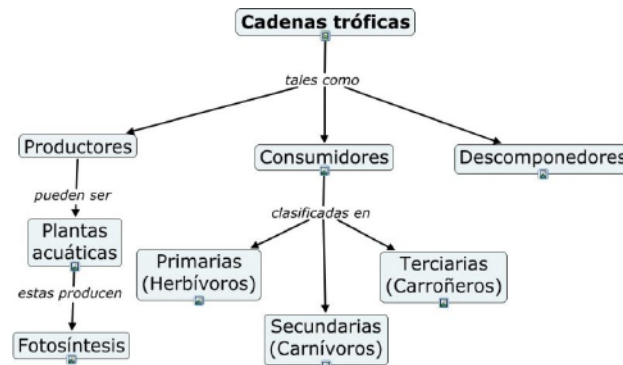 Cadenas tróficas
tales como
Productores
Consumidores
Descomponedores
pueden ser
clasificadas en
Plantas
acuáticas
Primarias
(Herbívoros)
Terciarias
(Carroñeros)
estas producen
Secundarias
(Carnívoros)
Fotosíntesis